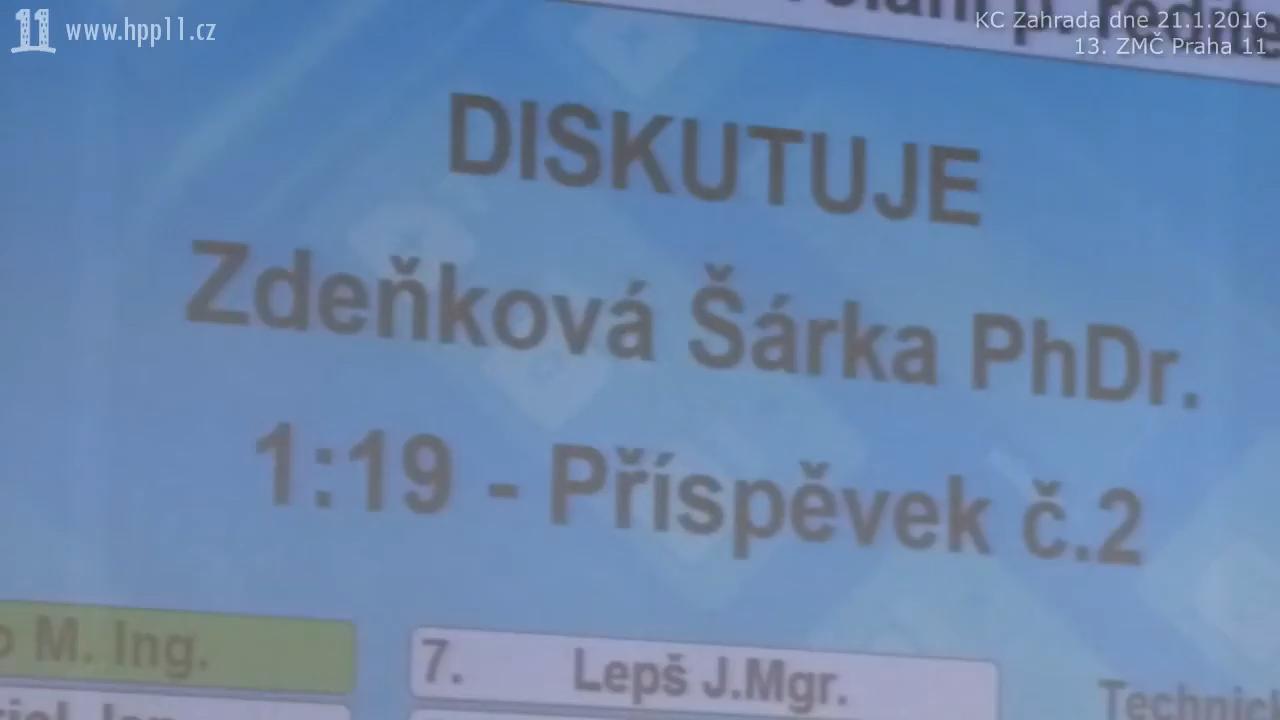 11 www.hpp11.cz
KC Zahrada dne 21.1.2016
13. ZMČ Praha 11
DISKUTUJE
Zdeňková Šárka PhDr.
1:19 - Příspěvek č.2
M. Ing.
7. Lepš J.Mgr.